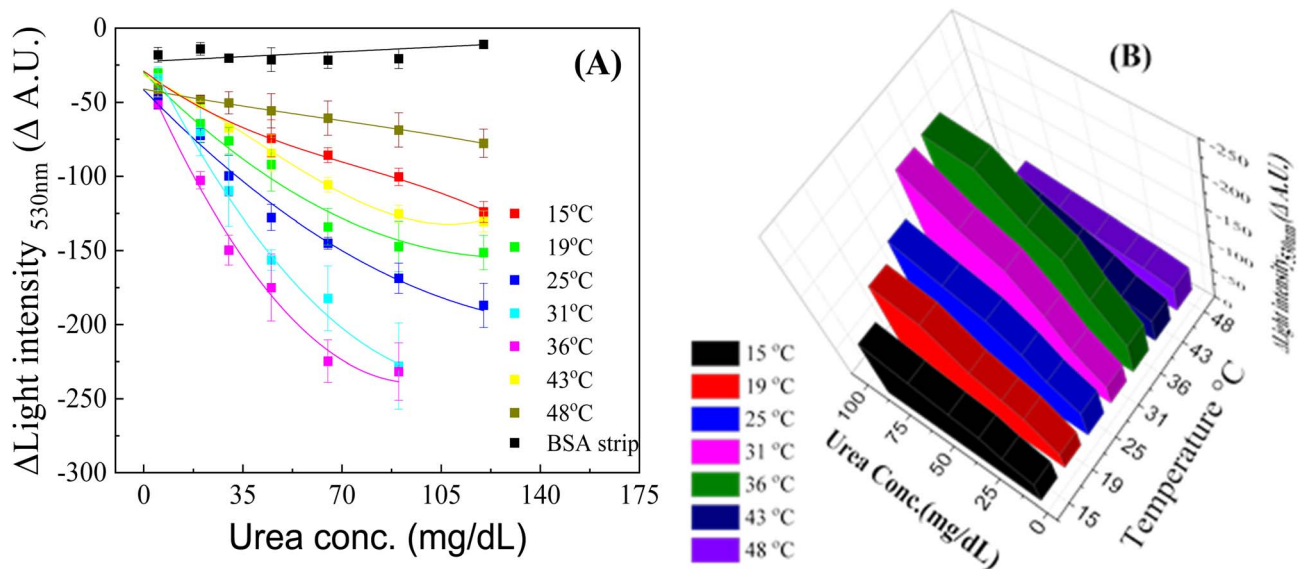 (A)
ΔLight intensity 530nm (Δ A.U.)
0
-50
-100
-150
-200
-250
-300
0 35 70 105 140 175
Urea conc. (mg/dL)
15°C
19°C
25°C
31°C
36°C
43°C
48°C
BSA strip
(B)
-250
-200
-150
-100
-50
0
light intensity 530nm (Δ A.U.)
48
43
36
31
25
19
15
Temperature °C
100
75
50
25
0
Urea Conc.(mg/dL)
15 °C
19 °C
25 °C
31 °C
36 °C
43 °C
48 °C